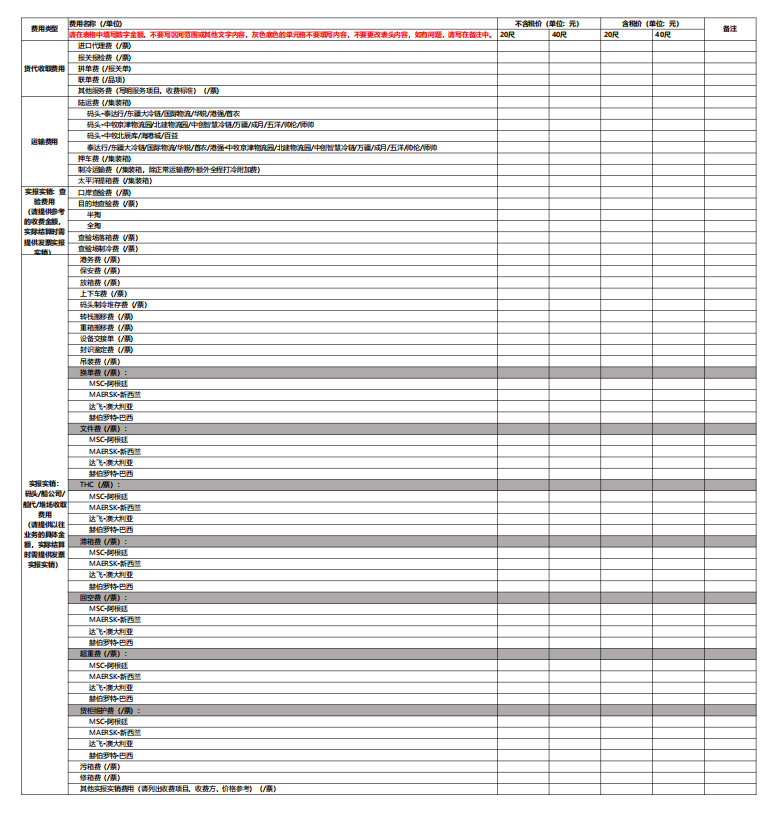 费用类型
费用名称（/单位）
不含税价（单位：元）
含税价（单位：元）
备注
请在表格中填写数字金额，不要写区间范围或其他文字内容，灰色底色的单元格不要填写内容，不要更改表头内容，如有问题，请写在备注中。
20尺
40尺
20尺
40尺
货代收取费用
进口代理费（/票）
报关报检费（/票）
拼单费（/报关单）
联单费（/品项）
其他服务费（写明服务项目，收费标准）（/票）
运输费用
陆运费（/集装箱）
码头-泰达行/东疆大冷链/国际物流/华锐/港强/首农
码头-中牧京津物流园/北建物流园/中创智慧冷链/万疆/成月/五洋/帅伦/师帅
码头-中牧北辰库/海港城/百益
泰达行/东疆大冷链/国际物流/华锐/首农/港强-中牧京津物流园/北建物流园/中创智慧冷链/万疆/成月/五洋/帅伦/师帅
押车费（/集装箱）
制冷运输费（/集装箱，除正常运输费外额外全程打冷附加费）
太平洋提箱费（/集装箱）
实报实销：查
验费用
（请提供参考
的收费金额，
实际结算时需
提供发票实报
实销）
口岸查验费（/票）
目的地查验费（/票）
半掏
全掏
查验场落箱费（/票）
查验场制冷费（/票）
实报实销：
码头/船公司/
船代/堆场收取
费用
（请提供以往
业务的具体金
额，实际结算
时需提供发票
实报实销）
港务费（/票）
保安费（/票）
放箱费（/票）
上下车费（/票）
码头制冷堆存费（/票）
转栈搬移费（/票）
重箱搬移费（/票）
设备交接单（/票）
封识鉴定费（/票）
吊装费（/票）
换单费（/票）：
MSC-阿根廷
MAERSK-新西兰
达飞-澳大利亚
赫伯罗特-巴西
文件费（/票）：
MSC-阿根廷
MAERSK-新西兰
达飞-澳大利亚
赫伯罗特-巴西
THC（/票）：
MSC-阿根廷
MAERSK-新西兰
达飞-澳大利亚
赫伯罗特-巴西
滞箱费（/票）：
MSC-阿根廷
MAERSK-新西兰
达飞-澳大利亚
赫伯罗特-巴西
回空费（/票）：
MSC-阿根廷
MAERSK-新西兰
达飞-澳大利亚
赫伯罗特-巴西
超重费（/票）：
MSC-阿根廷
MAERSK-新西兰
达飞-澳大利亚
赫伯罗特-巴西
货柜维护费（/票）：
MSC-阿根廷
MAERSK-新西兰
达飞-澳大利亚
赫伯罗特-巴西
污箱费（/票）
修箱费（/票）
其他实报实销费用（请列出收费项目、收费方、价格参考）（/票）